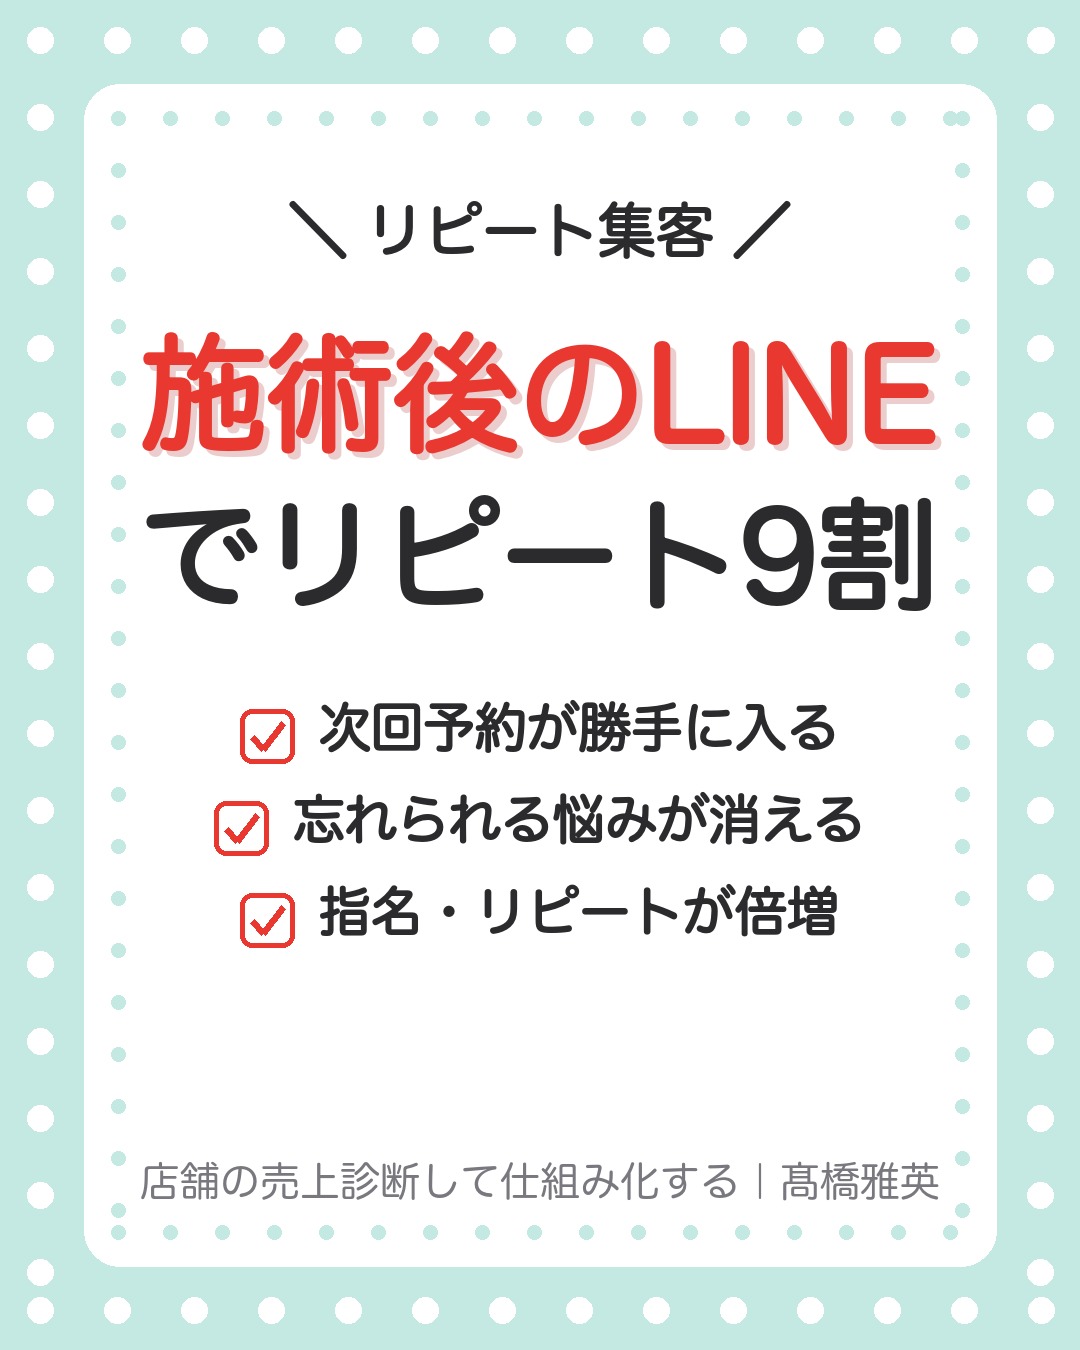 ＼ リピート集客 ／
施術後のLINE
でリピート9割
次回予約が勝手に入る
忘れられる悩みが消える
指名・リピートが倍増
店舗の売上診断して仕組み化する｜髙橋雅英